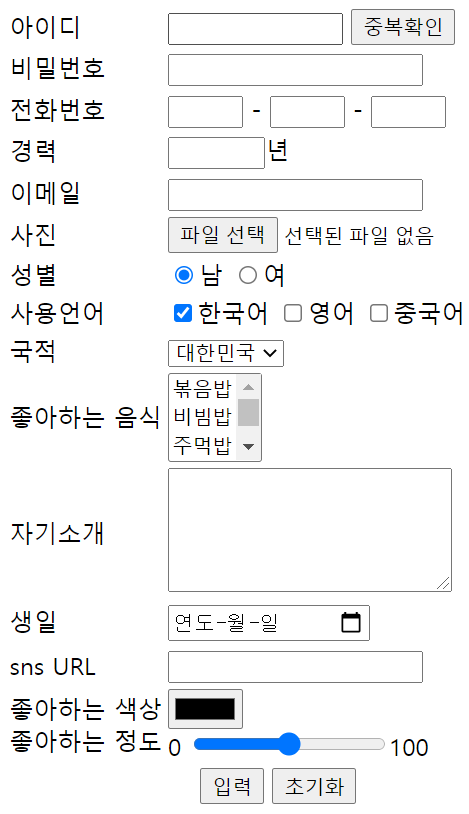 아이디 중복확인
비밀번호
전화번호 - -
경력 년
이메일
사진 파일 선택 선택된 파일 없음
성별 남 여
사용언어 한국어 영어 중국어
국적 대한민국
좋아하는 음식 볶음밥
비빔밥
주먹밥
자기소개
생일 연도-월-일
sns URL
좋아하는 색상
좋아하는 정도 0 100
입력 초기화